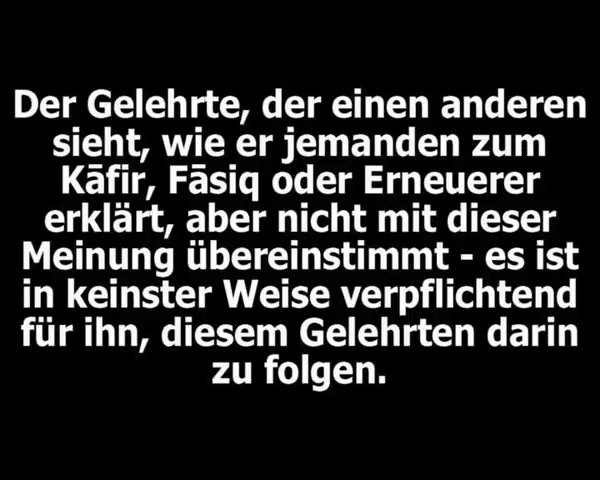 Der Gelehrte, der einen anderen
sieht, wie er jemanden zum
Kāfir, Fāsiq oder Erneuerer
erklärt, aber nicht mit dieser
Meinung übereinstimmt - es ist
in keinster Weise verpflichtend
für ihn, diesem Gelehrten darin
zu folgen.